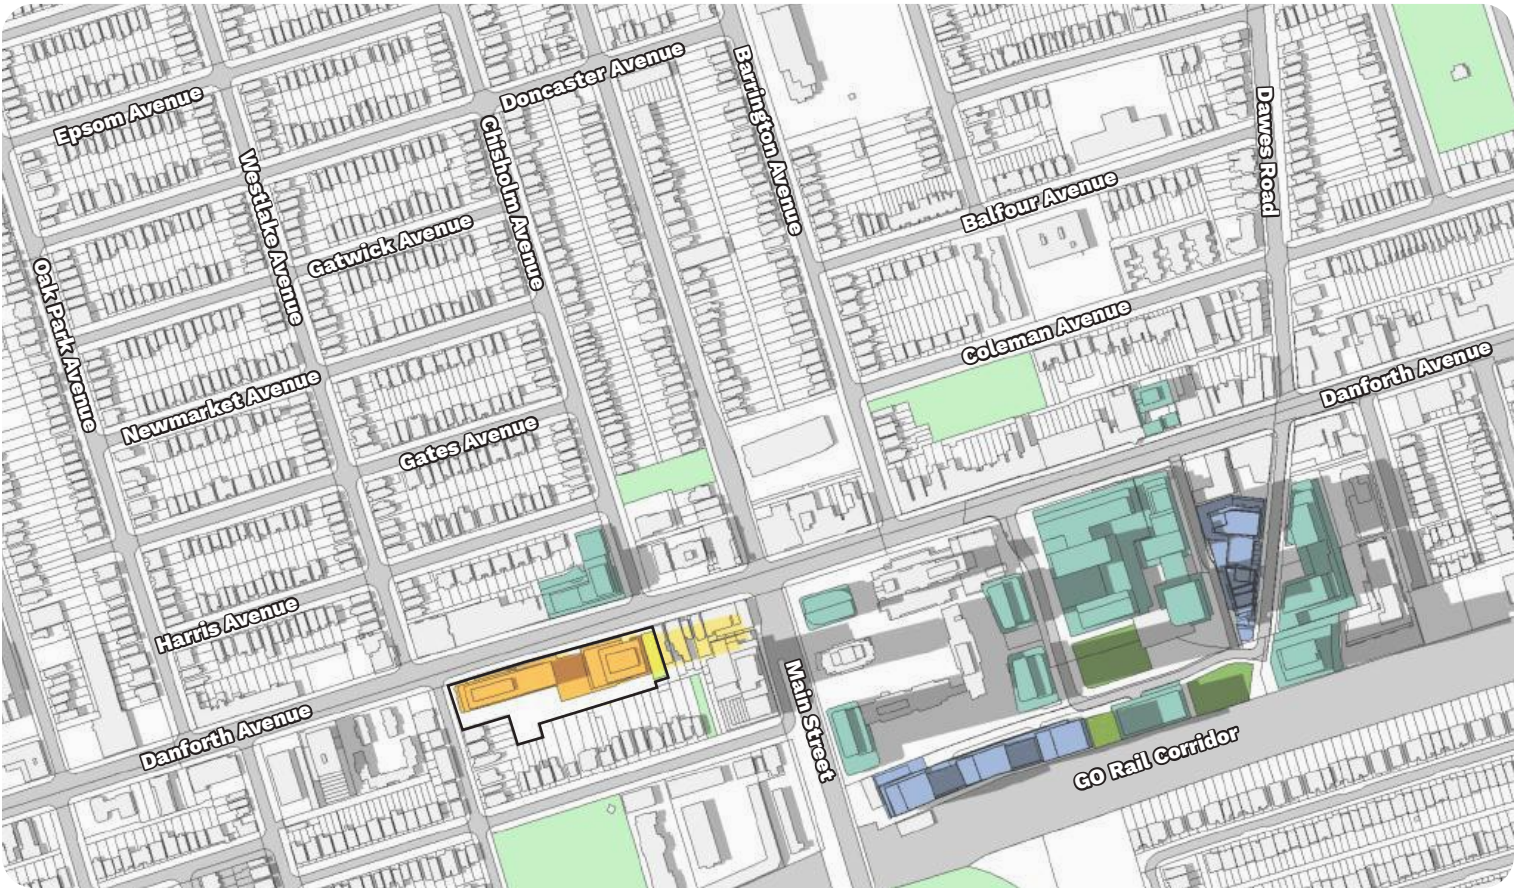 Epsom Avenue
Doncaster Avenue
Barrington Avenue
Dawes Road
Westlake Avenue
Chisholm Avenue
Gatwick Avenue
Balfour Avenue
Oak Park Avenue
Coleman Avenue
Newmarket Avenue
Danforth Avenue
Gates Avenue
Harris Avenue
Danforth Avenue
Main Street
GO Rail Corridor